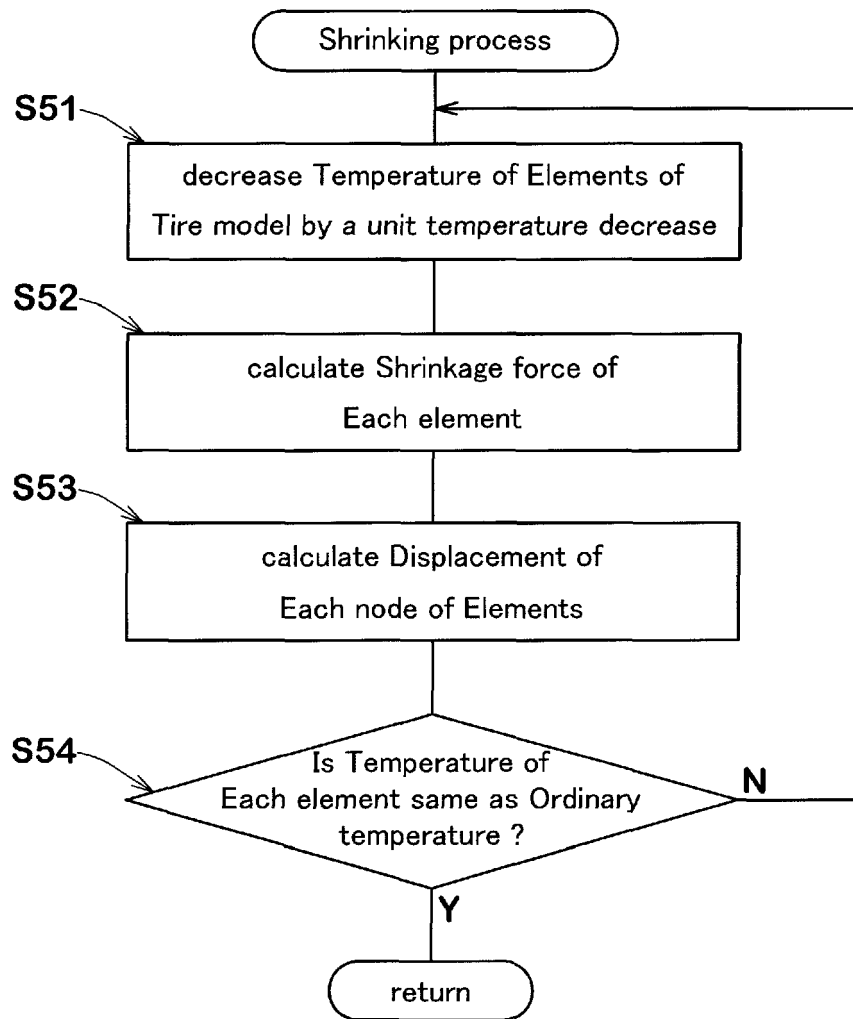 Shrinking process
S51
decrease Temperature of Elements of
Tire model by a unit temperature decrease
S52
calculate Shrinkage force of
Each element
S53
calculate Displacement of
Each node of Elements
S54
Is Temperature of
Each element same as Ordinary
temperature ?
N
Y
return